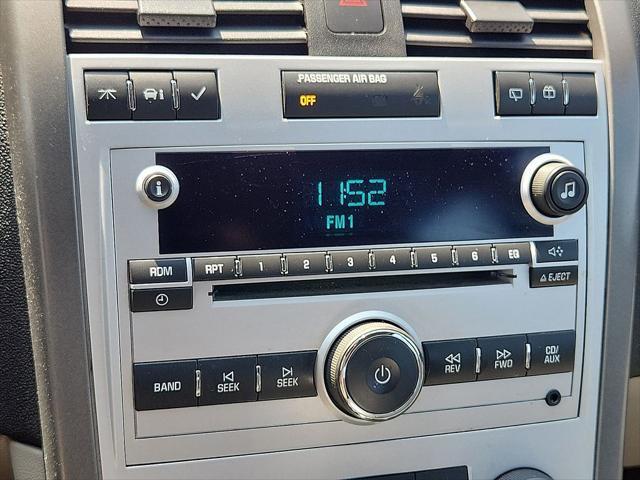 PASSENGER AIR BAG
OFF
11:52
FM1
RDM
RPT 1 2 3 4 5 6 EQ
EJECT
BAND
SEEK
SEEK
REV
FWD
CD/
AUX